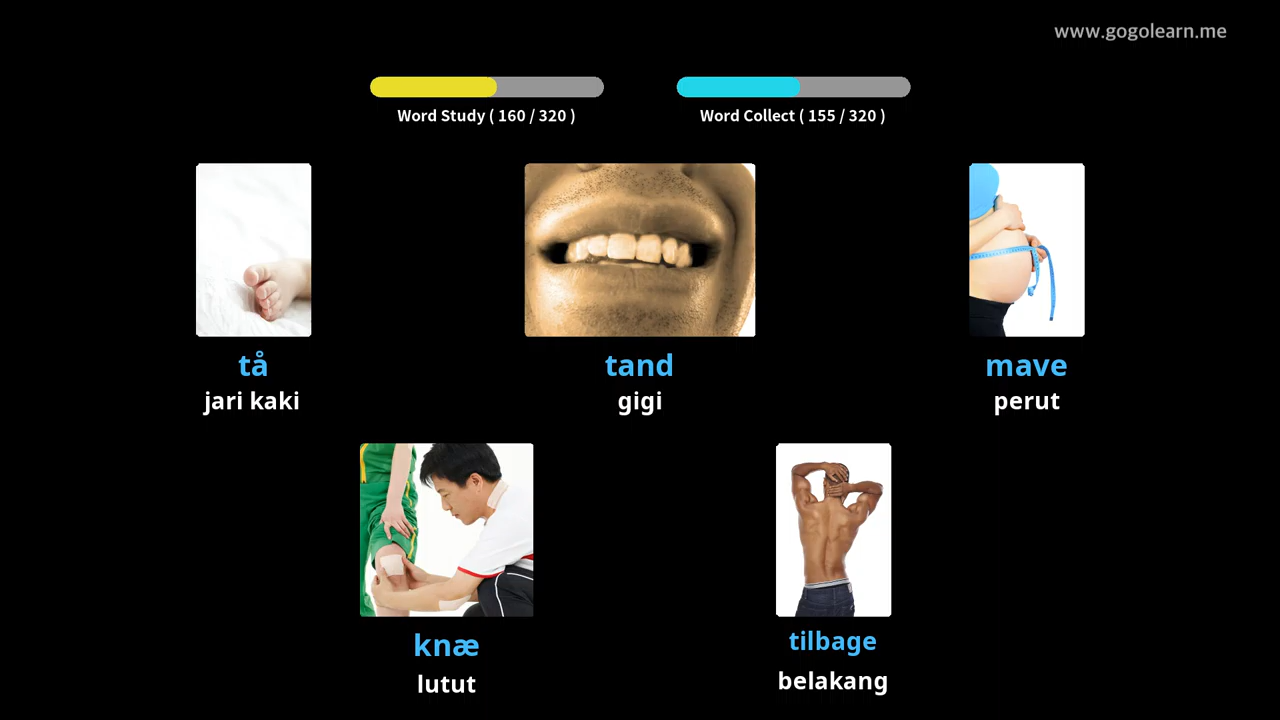 www.gogolearn.me
Word Study ( 160 / 320 )
Word Collect ( 155 / 320 )
tå
jari kaki
tand
gigi
mave
perut
knæ
lutut
tilbage
belakang